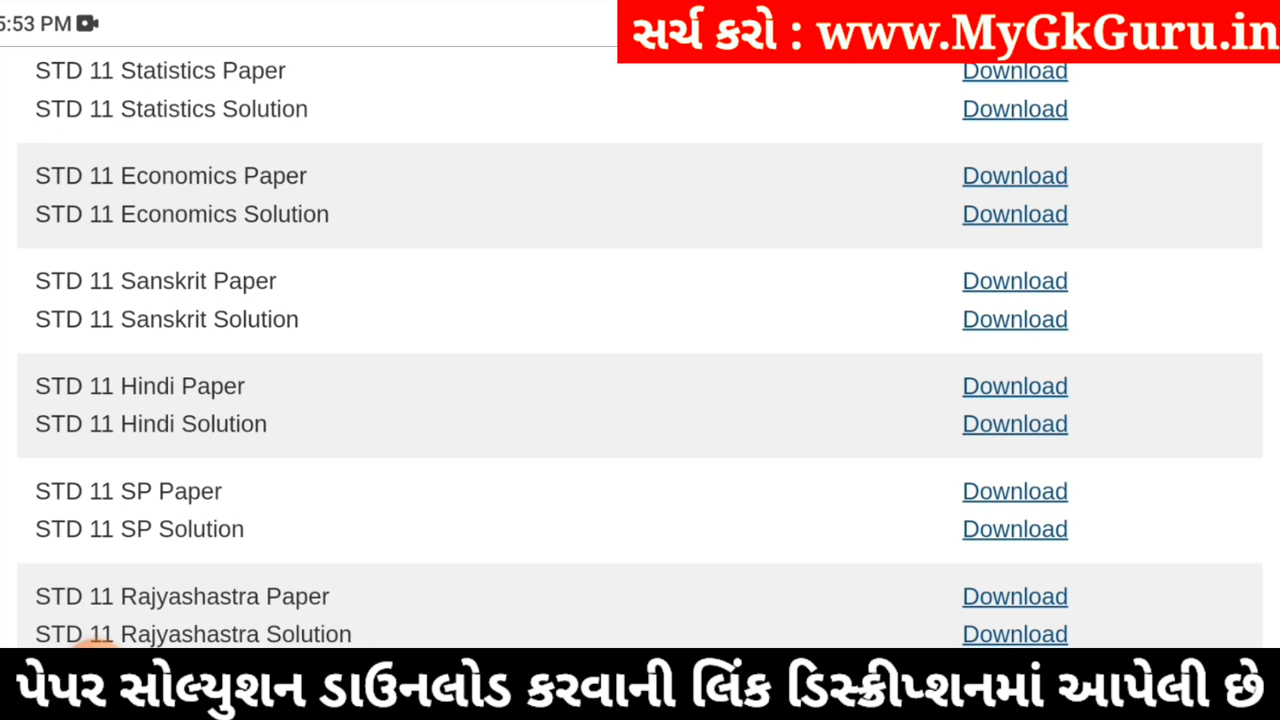 5:53 PM
સર્ચ કરો : www.MyGkGuru.in
STD 11 Statistics Paper Download
STD 11 Statistics Solution Download
STD 11 Economics Paper Download
STD 11 Economics Solution Download
STD 11 Sanskrit Paper Download
STD 11 Sanskrit Solution Download
STD 11 Hindi Paper Download
STD 11 Hindi Solution Download
STD 11 SP Paper Download
STD 11 SP Solution Download
STD 11 Rajyashastra Paper Download
STD 11 Rajyashastra Solution Download
પેપર સોલ્યુશન ડાઉનલોડ કરવાની લિંક ડિસ્ક્રીપ્શનમાં આપેલી છે